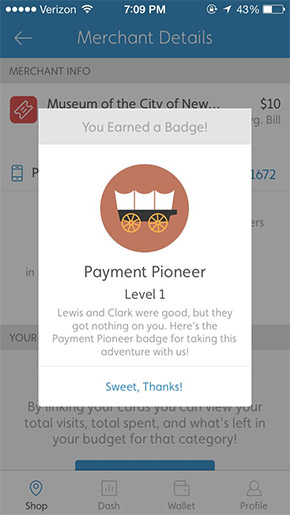 Verizon 7:09 PM 43%
Merchant Details
MERCHANT INFO
Museum of the City of New... $10
vg. Bill
P 1672
ers
in
You Earned a Badge!
Payment Pioneer
Level 1
Lewis and Clark were good, but they
got nothing on you. Here's the
Payment Pioneer badge for taking this
adventure with us!
Sweet, Thanks!
YOUR
By linking your cards you can view your
total visits, total spent, and what's left in
your budget for that category!
Shop Dash Wallet Profile